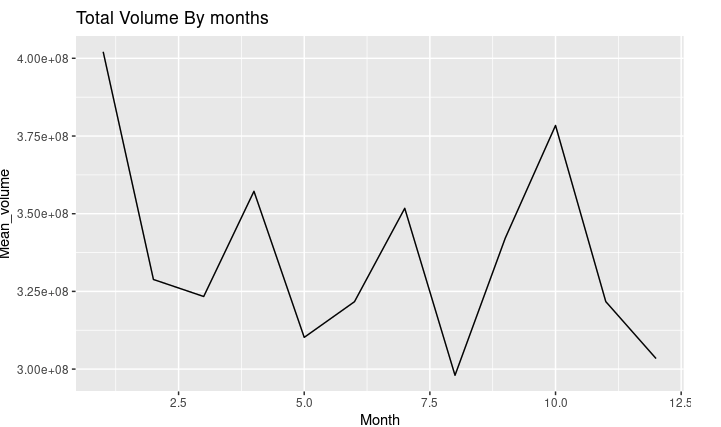 Total Volume By months
4.00e+08
3.75e+08
3.50e+08
3.25e+08
3.00e+08
Mean_volume
2.5
5.0
7.5
10.0
12.5
Month